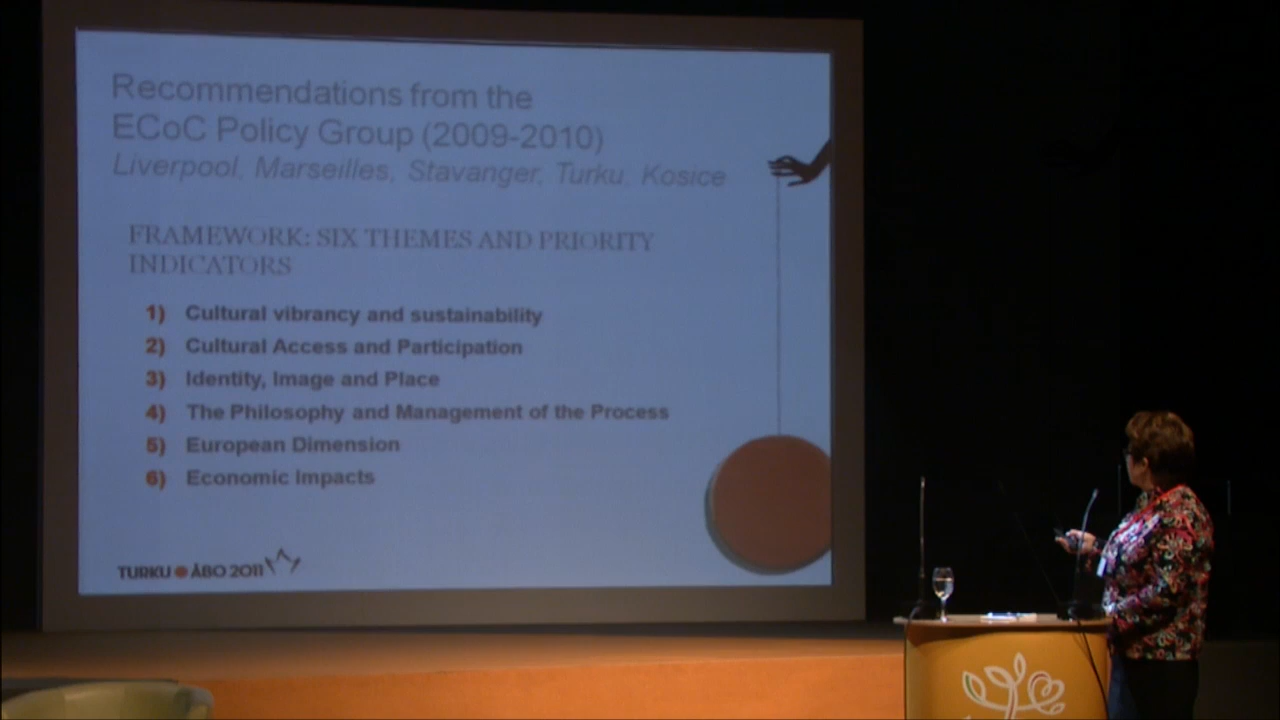 Recommendations from the
ECoC Policy Group (2009-2010)
Liverpool, Marseilles, Stavanger, Turku, Kosice
FRAMEWORK: SIX THEMES AND PRIORITY
INDICATORS
1) Cultural vibrancy and sustainability
2) Cultural Access and Participation
3) Identity, Image and Place
4) The Philosophy and Management of the Process
5) European Dimension
6) Economic Impacts
TURKU ÅBO 2011